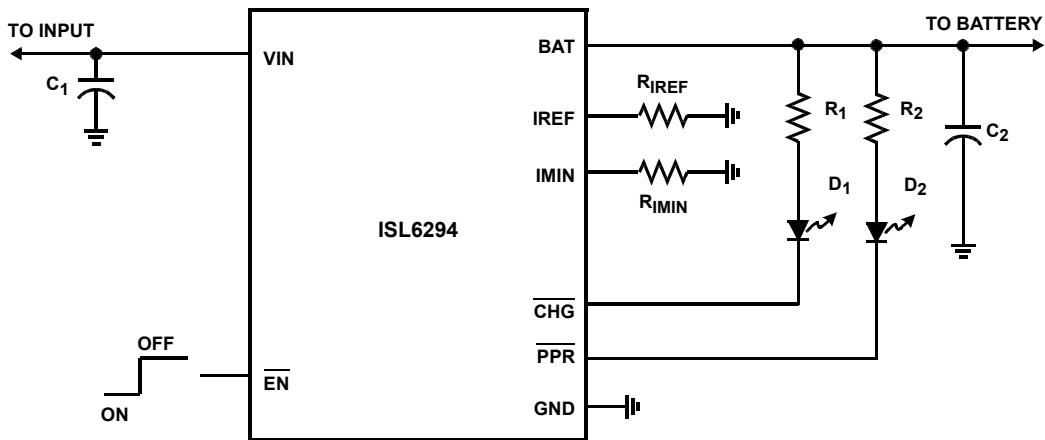 TO INPUT
C1
VIN
BAT
TO BATTERY
IREF
RIREF
IMIN
RIMIN
R1
R2
C2
D1
D2
ISL6294
CHG
PPR
OFF
ON
EN
GND